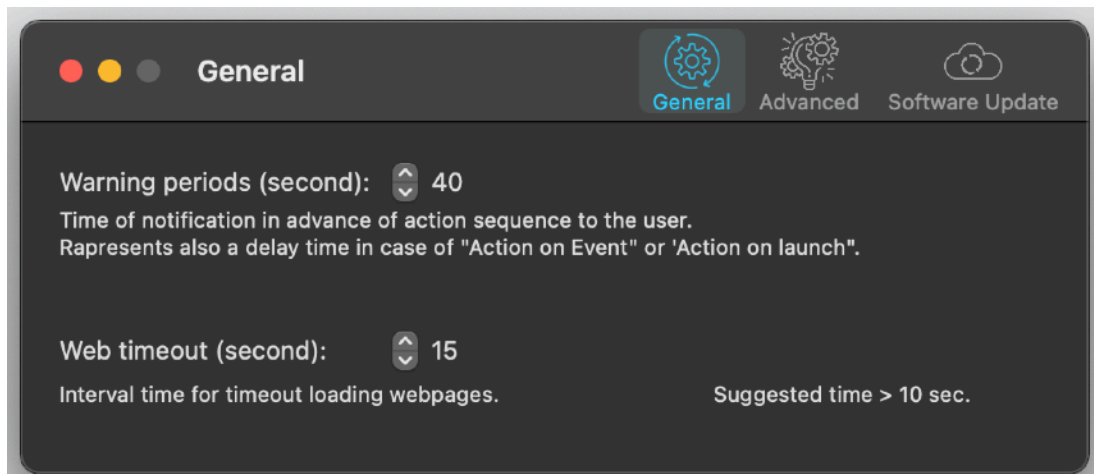 General
General
Advanced
Software Update
Warning periods (second): 40
Time of notification in advance of action sequence to the user.
Rapresents also a delay time in case of "Action on Event" or 'Action on launch".
Web timeout (second): 15
Interval time for timeout loading webpages. Suggested time > 10 sec.